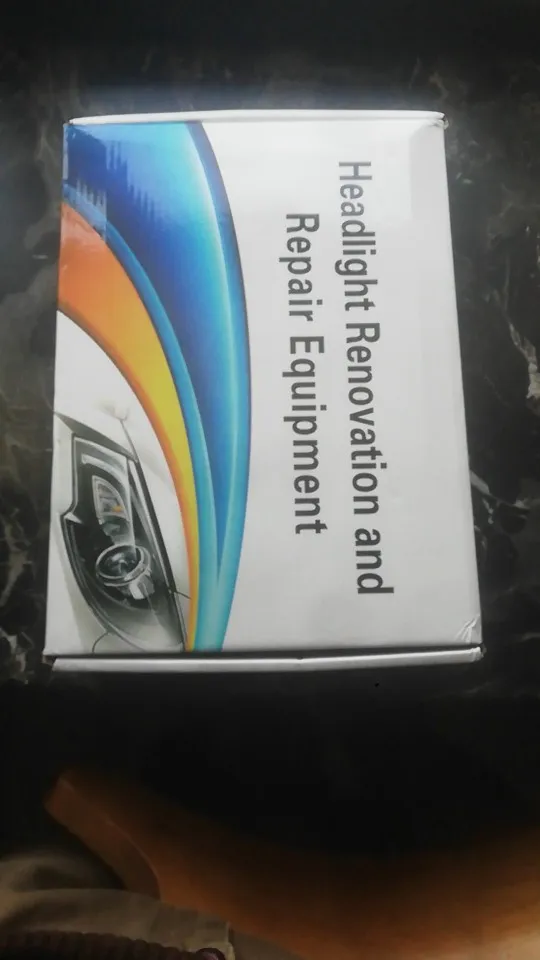 Headlight Renovation and
Repair Equipment